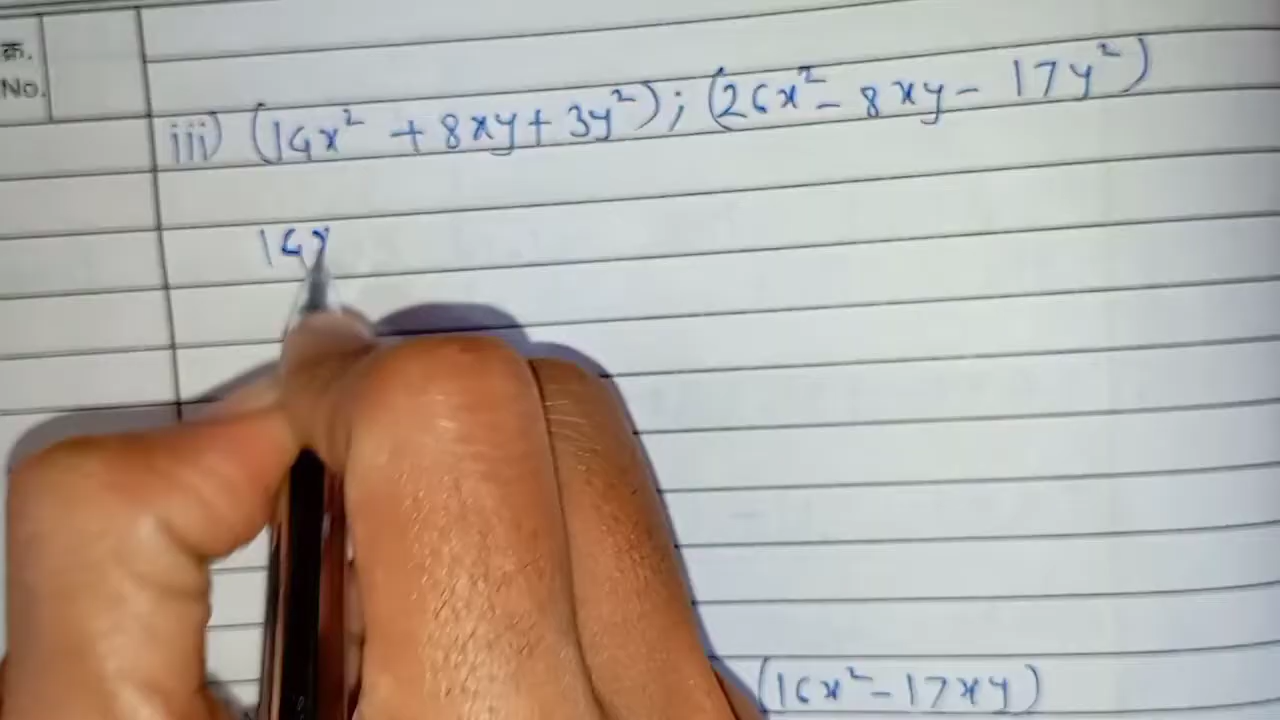 क्र.
No.
iii) (16x² + 8xy + 3y²); (26x² - 8xy - 17y²)
16x
(16x² - 17xy)